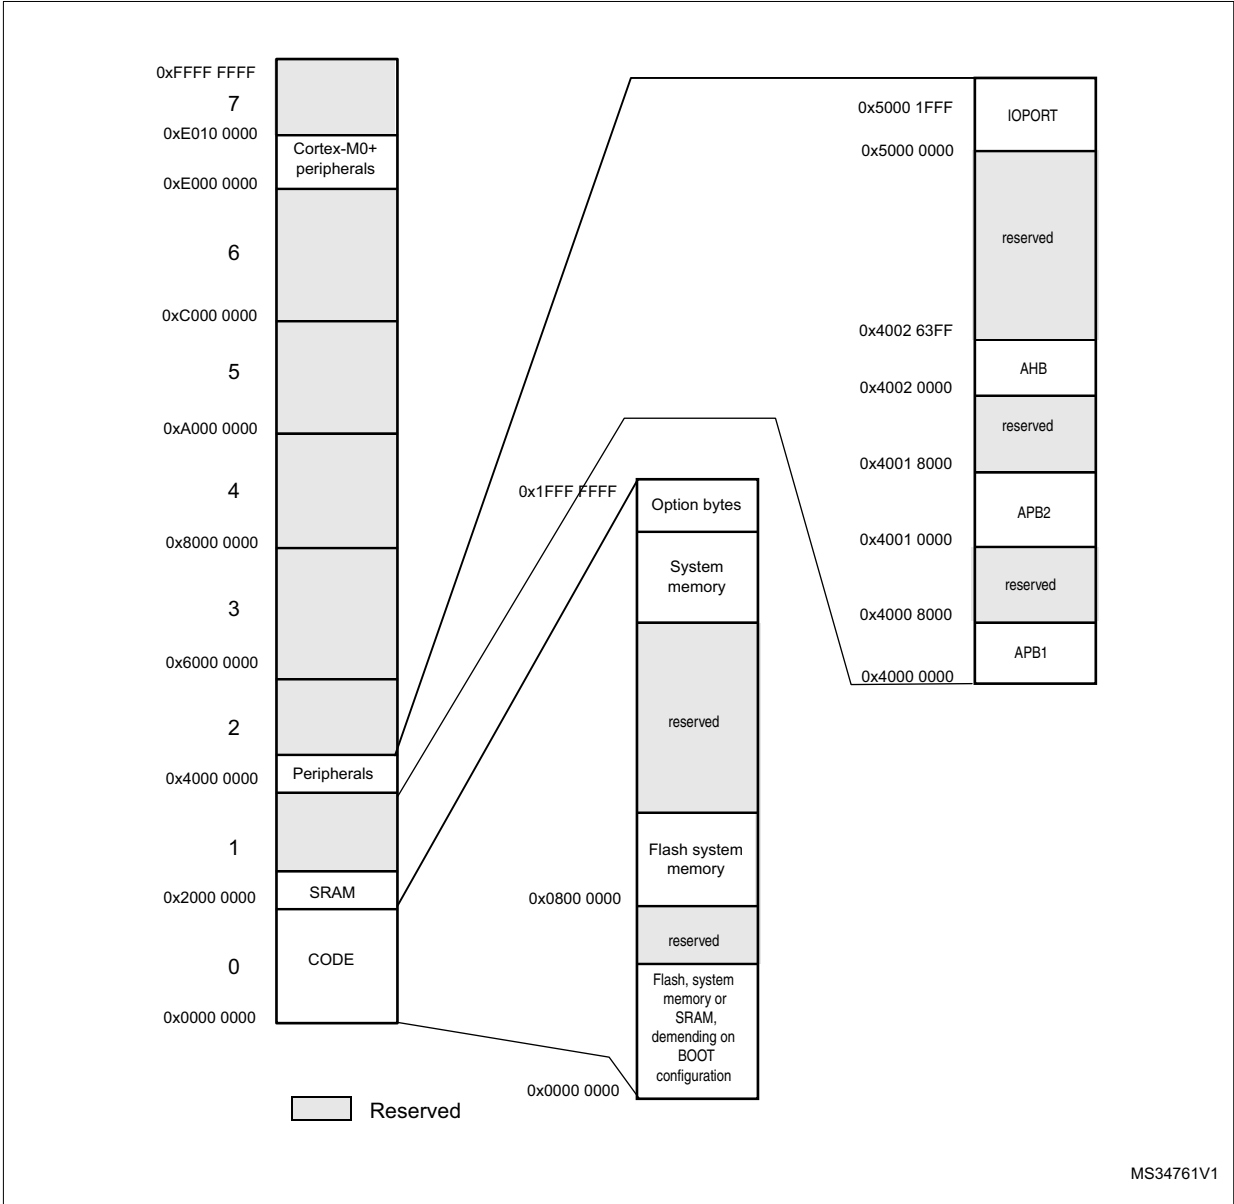 0xFFFF FFFF
7
0xE010 0000
Cortex-M0+
peripherals
0xE000 0000
6
0xC000 0000
5
0xA000 0000
4
0x8000 0000
3
0x6000 0000
2
Peripherals
0x4000 0000
1
SRAM
0x2000 0000
CODE
0
0x0000 0000
Reserved
0x1FFF FFFF
Option bytes
System
memory
reserved
Flash system
memory
0x0800 0000
reserved
Flash, system
memory or
SRAM,
demending on
BOOT
configuration
0x0000 0000
0x5000 1FFF
IOPORT
0x5000 0000
reserved
0x4002 63FF
AHB
0x4002 0000
reserved
0x4001 8000
APB2
0x4001 0000
reserved
0x4000 8000
APB1
0x4000 0000
MS34761V1